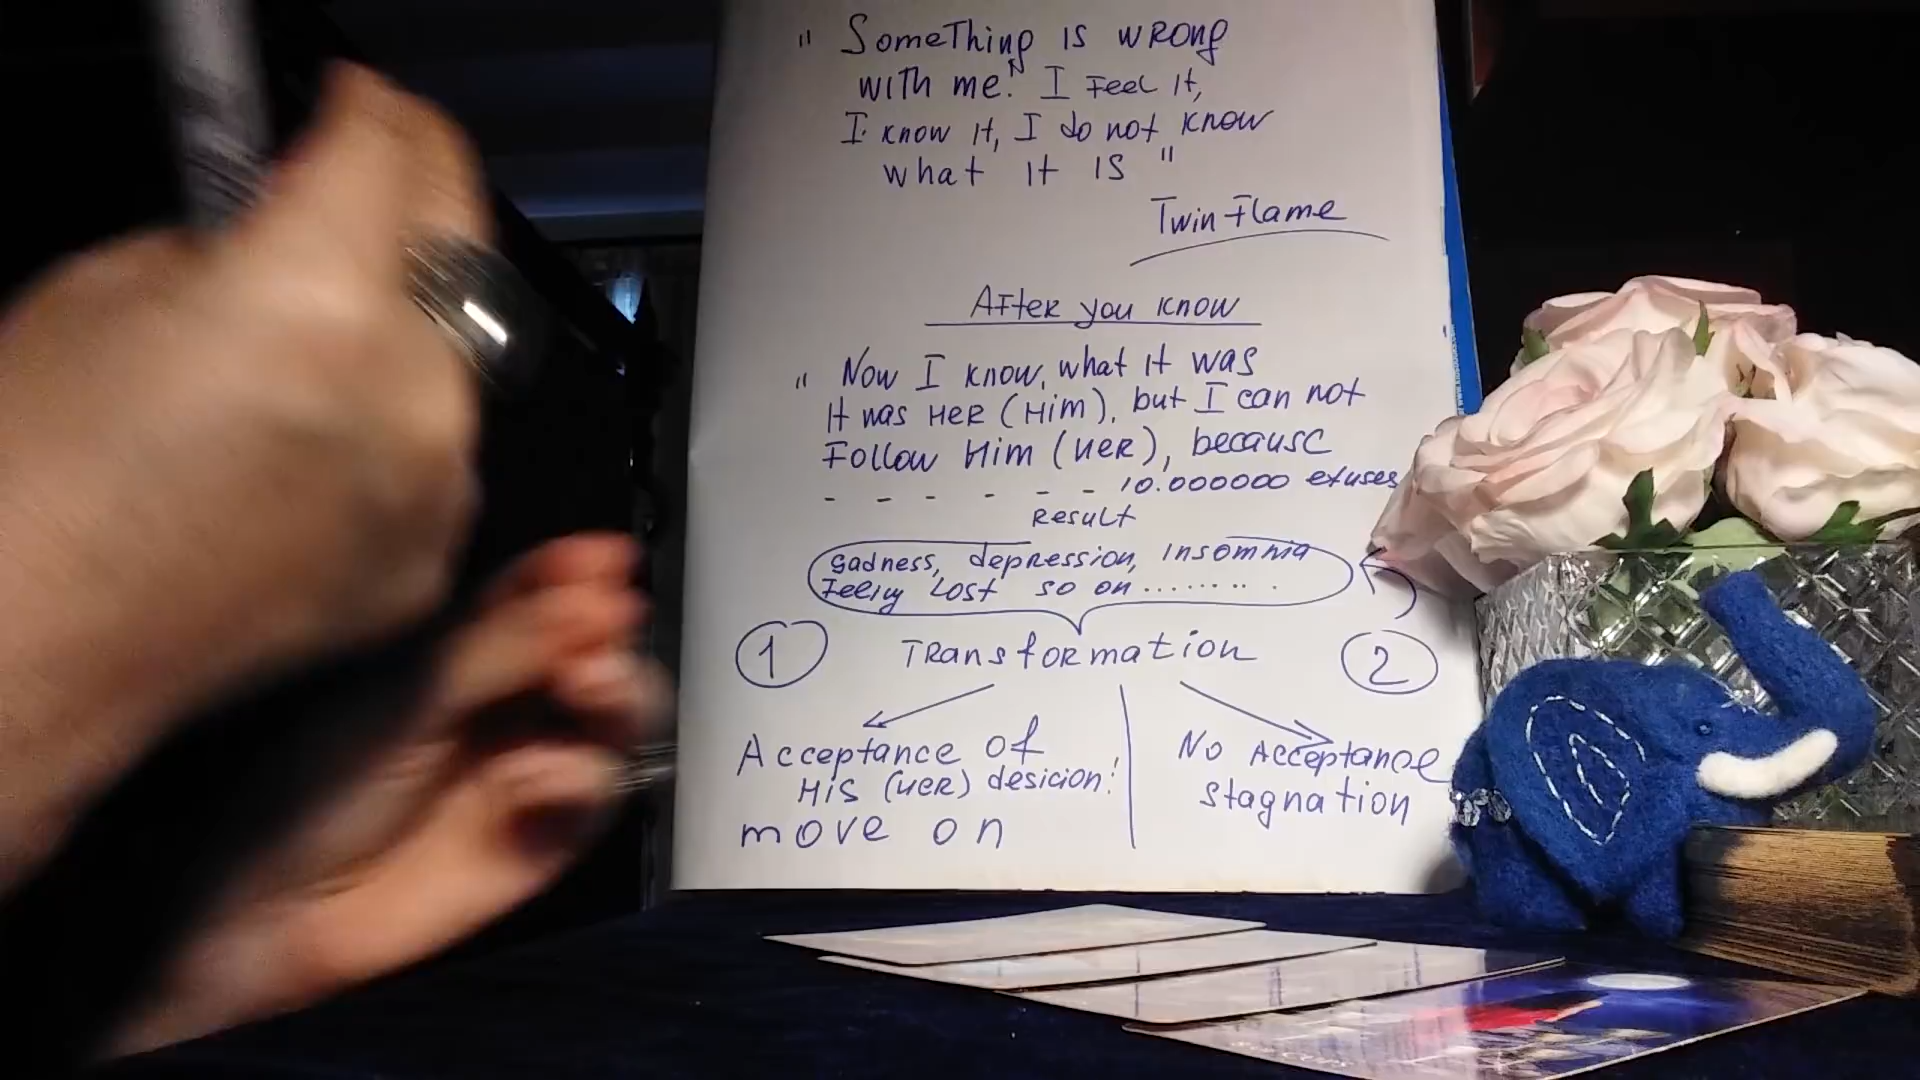 " Something is wrong
with me." I feel it,
I know it, I do not know
what it is "
Twin Flame
After you know
" Now I know, what it was
It was Her (Him), but I can not
Follow Him (Her), because
- - - - - - 10.000000 exuses
Result
Sadness, depression, insomnia
Feeliy Lost so on ..........
1 Transformation 2
Acceptance of
His (Her) desicion!
move on
No Acceptance
stagnation